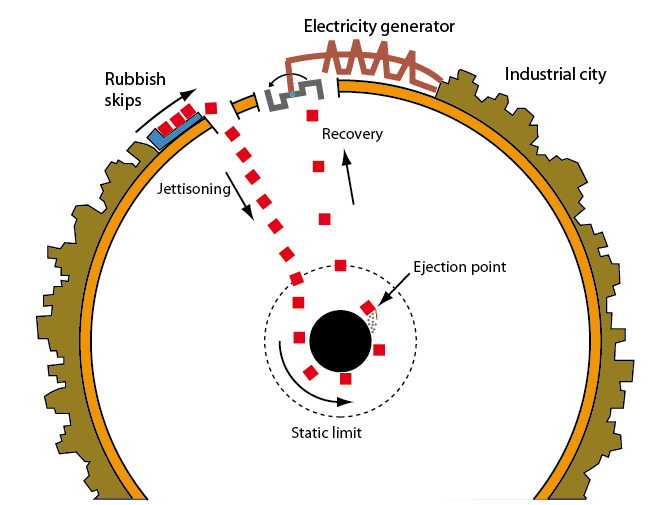 Electricity generator
Rubbish
skips
Industrial city
Recovery
Jettisoning
Ejection point
Static limit